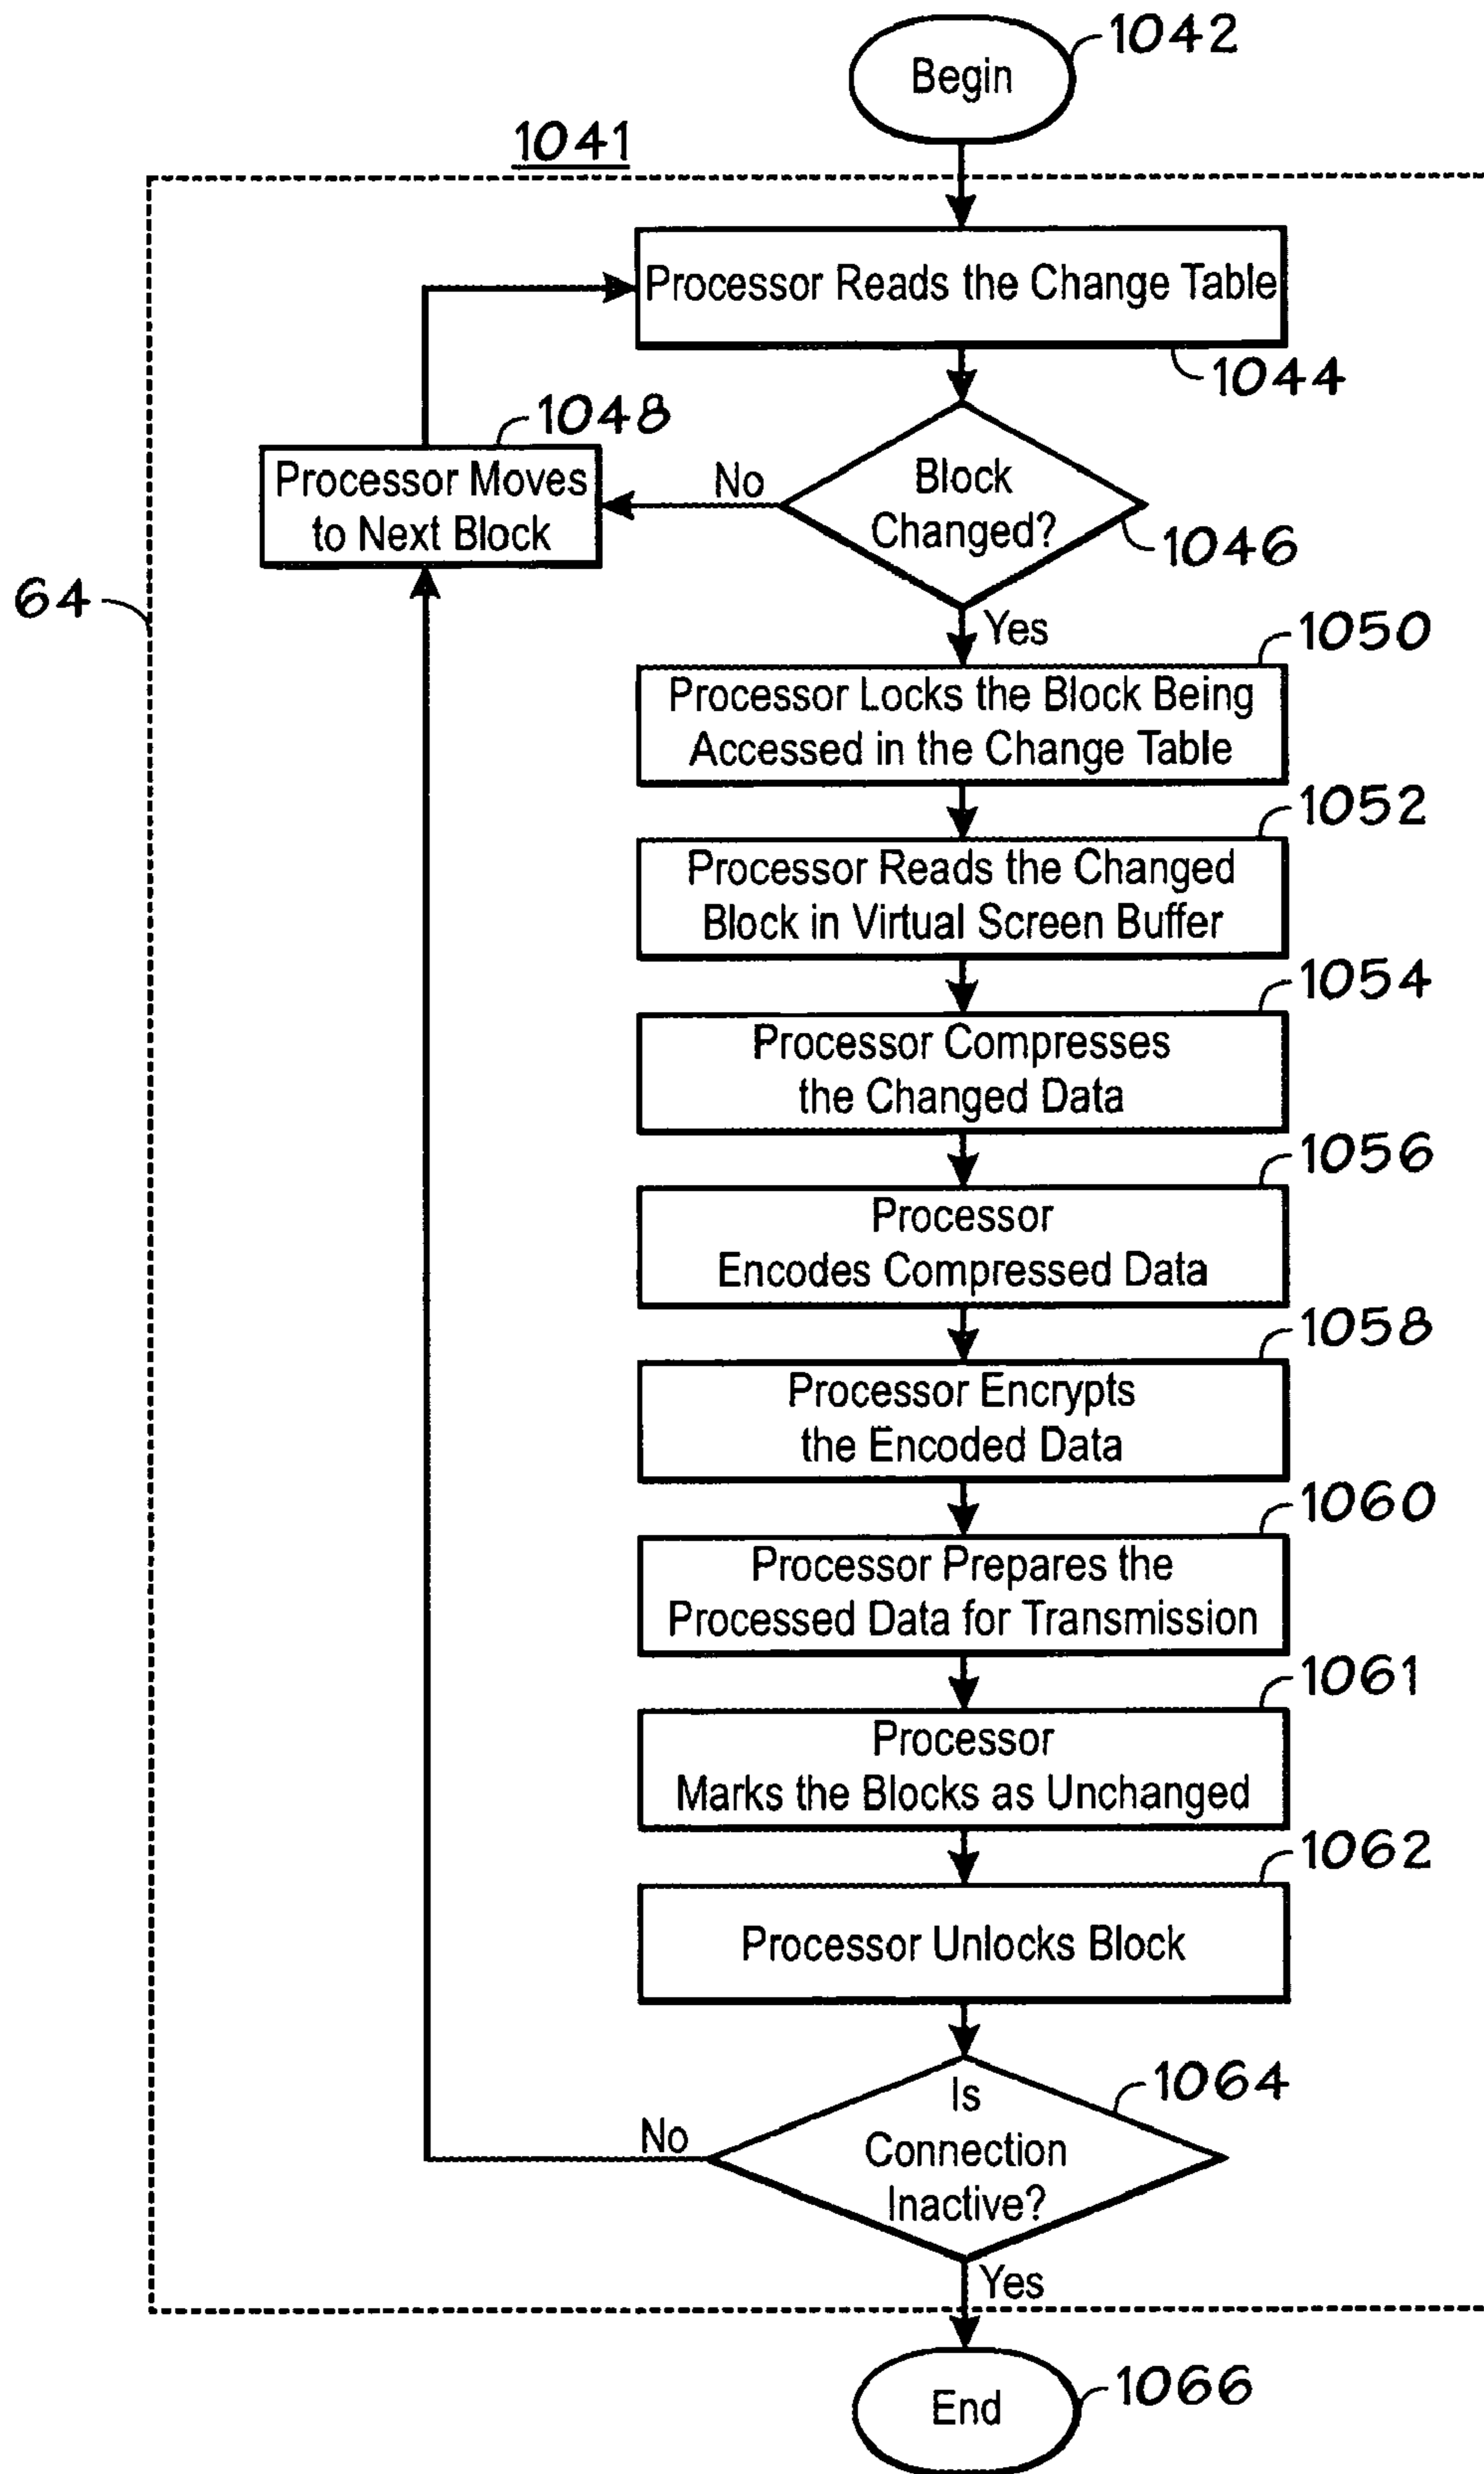 1042
Begin
1041
Processor Reads the Change Table
1044
1048
Processor Moves
to Next Block
No
Block
Changed?
1046
64
Yes
1050
Processor Locks the Block Being
Accessed in the Change Table
1052
Processor Reads the Changed
Block in Virtual Screen Buffer
1054
Processor Compresses
the Changed Data
1056
Processor
Encodes Compressed Data
1058
Processor Encrypts
the Encoded Data
1060
Processor Prepares the
Processed Data for Transmission
1061
Processor
Marks the Blocks as Unchanged
1062
Processor Unlocks Block
1064
Is
Connection
Inactive?
No
Yes
End
1066